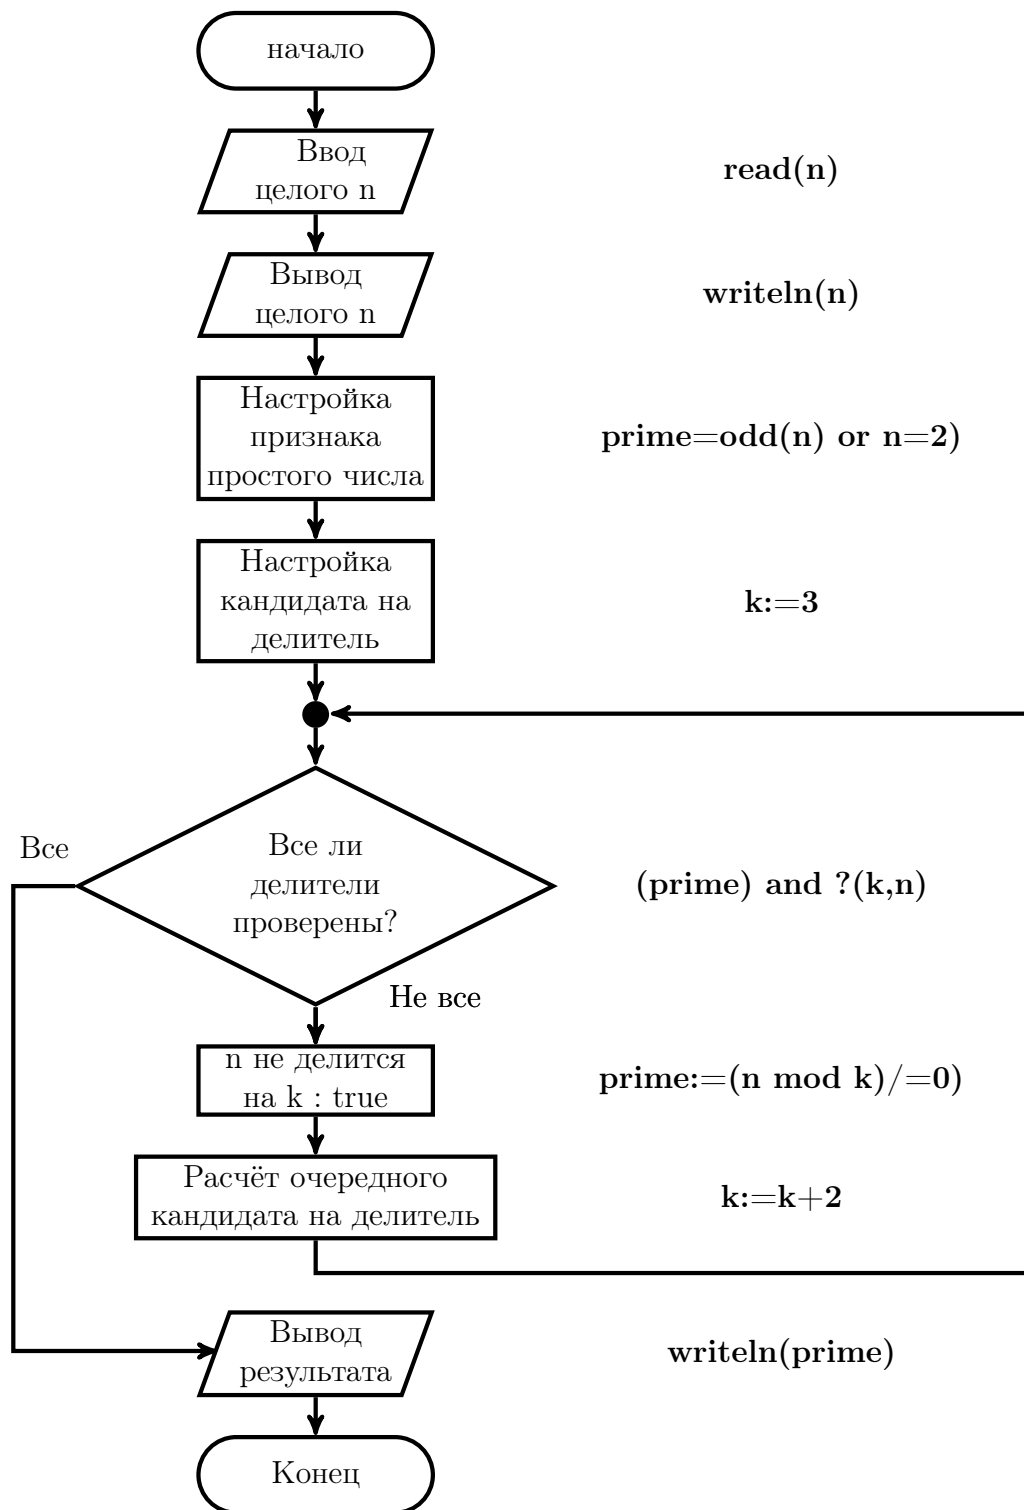 начало
Ввод
целого n
read(n)
Вывод
целого n
writeln(n)
Настройка
признака
простого числа
prime=odd(n) or n=2)
Настройка
кандидата на
делитель
k:=3
Все
Все ли
делители
проверены?
(prime) and ?(k,n)
Не все
n не делится
на k : true
prime:=(n mod k)/=0)
Расчёт очередного
кандидата на делитель
k:=k+2
Вывод
результата
writeln(prime)
Конец